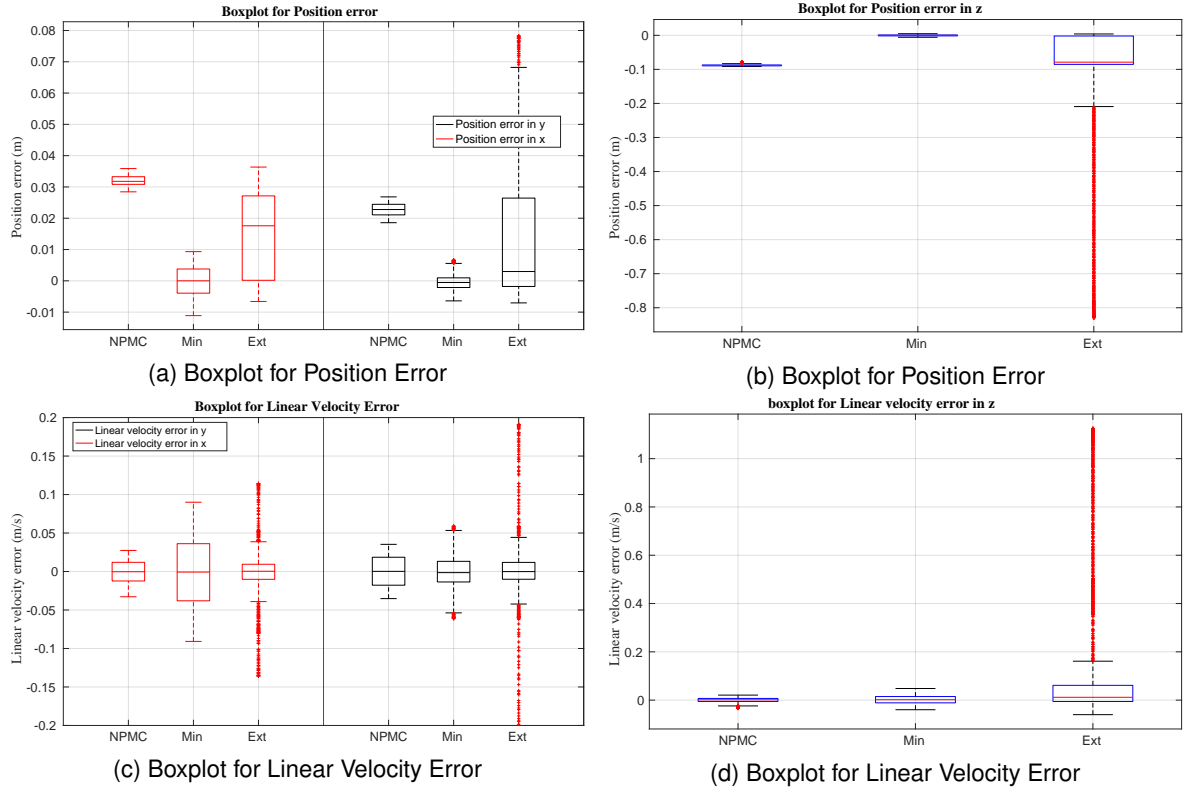 Boxplot for Position error
Position error (m)
0.08
0.07
0.06
0.05
0.04
0.03
0.02
0.01
0
-0.01
Position error in y
Position error in x
NPMC Min Ext NPMC Min Ext
(a) Boxplot for Position Error
Boxplot for Position error in z
Position error (m)
0
-0.1
-0.2
-0.3
-0.4
-0.5
-0.6
-0.7
-0.8
NPMC Min Ext
(b) Boxplot for Position Error
Boxplot for Linear Velocity Error
Linear velocity error (m/s)
0.2
0.15
0.1
0.05
0
-0.05
-0.1
-0.15
-0.2
Linear velocity error in y
Linear velocity error in x
NPMC Min Ext NPMC Min Ext
(c) Boxplot for Linear Velocity Error
boxplot for Linear velocity error in z
Linear velocity error (m/s)
1
0.8
0.6
0.4
0.2
0
NPMC Min Ext
(d) Boxplot for Linear Velocity Error